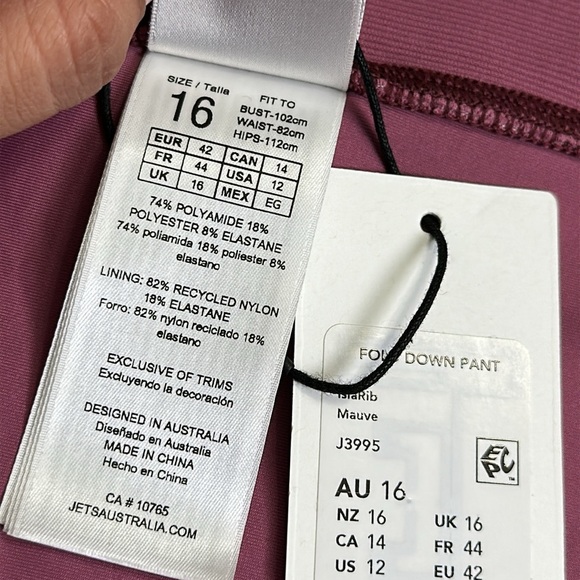 SIZE / Talla
16
FIT TO
BUST-102cm
WAIST-82cm
HIPS-112cm
EUR 42 CAN 14
FR 44 USA 12
UK 16 MEX EG
74% POLYAMIDE 18%
POLYESTER 8% ELASTANE
74% poliamida 18% poliester 8%
elastano
LINING: 82% RECYCLED NYLON
18% ELASTANE
Forro: 82% nylon reciclado 18%
elastano
EXCLUSIVE OF TRIMS
Excluyendo la decoración
DESIGNED IN AUSTRALIA
Diseñado en Australia
MADE IN CHINA
Hecho en China
CA # 10765
JETSAUSTRALIA.COM
FOLD DOWN PANT
IslaRib
Mauve
J3995
AU 16
NZ 16 UK 16
CA 14 FR 44
US 12 EU 42